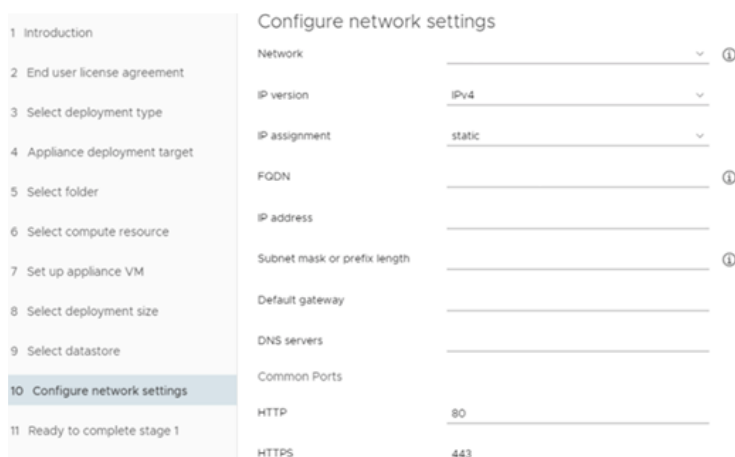 1 Introduction
2 End user license agreement
3 Select deployment type
4 Appliance deployment target
5 Select folder
6 Select compute resource
7 Set up appliance VM
8 Select deployment size
9 Select datastore
10 Configure network settings
11 Ready to complete stage 1
Configure network settings
Network
IP version IPv4
IP assignment static
FQDN
IP address
Subnet mask or prefix length
Default gateway
DNS servers
Common Ports
HTTP 80
HTTPS 443